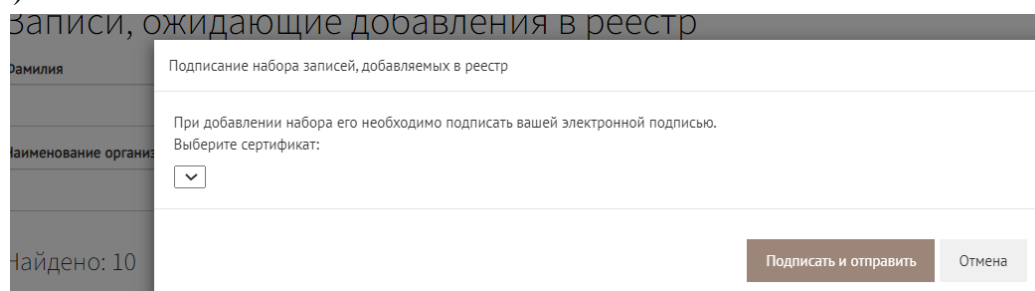 Записи, ожидающие добавления в реестр
Фамилия
Подписание набора записей, добавляемых в реестр
При добавлении набора его необходимо подписать вашей электронной подписью.
Наименование организ
Выберите сертификат:
Найдено: 10
Подписать и отправить
Отмена